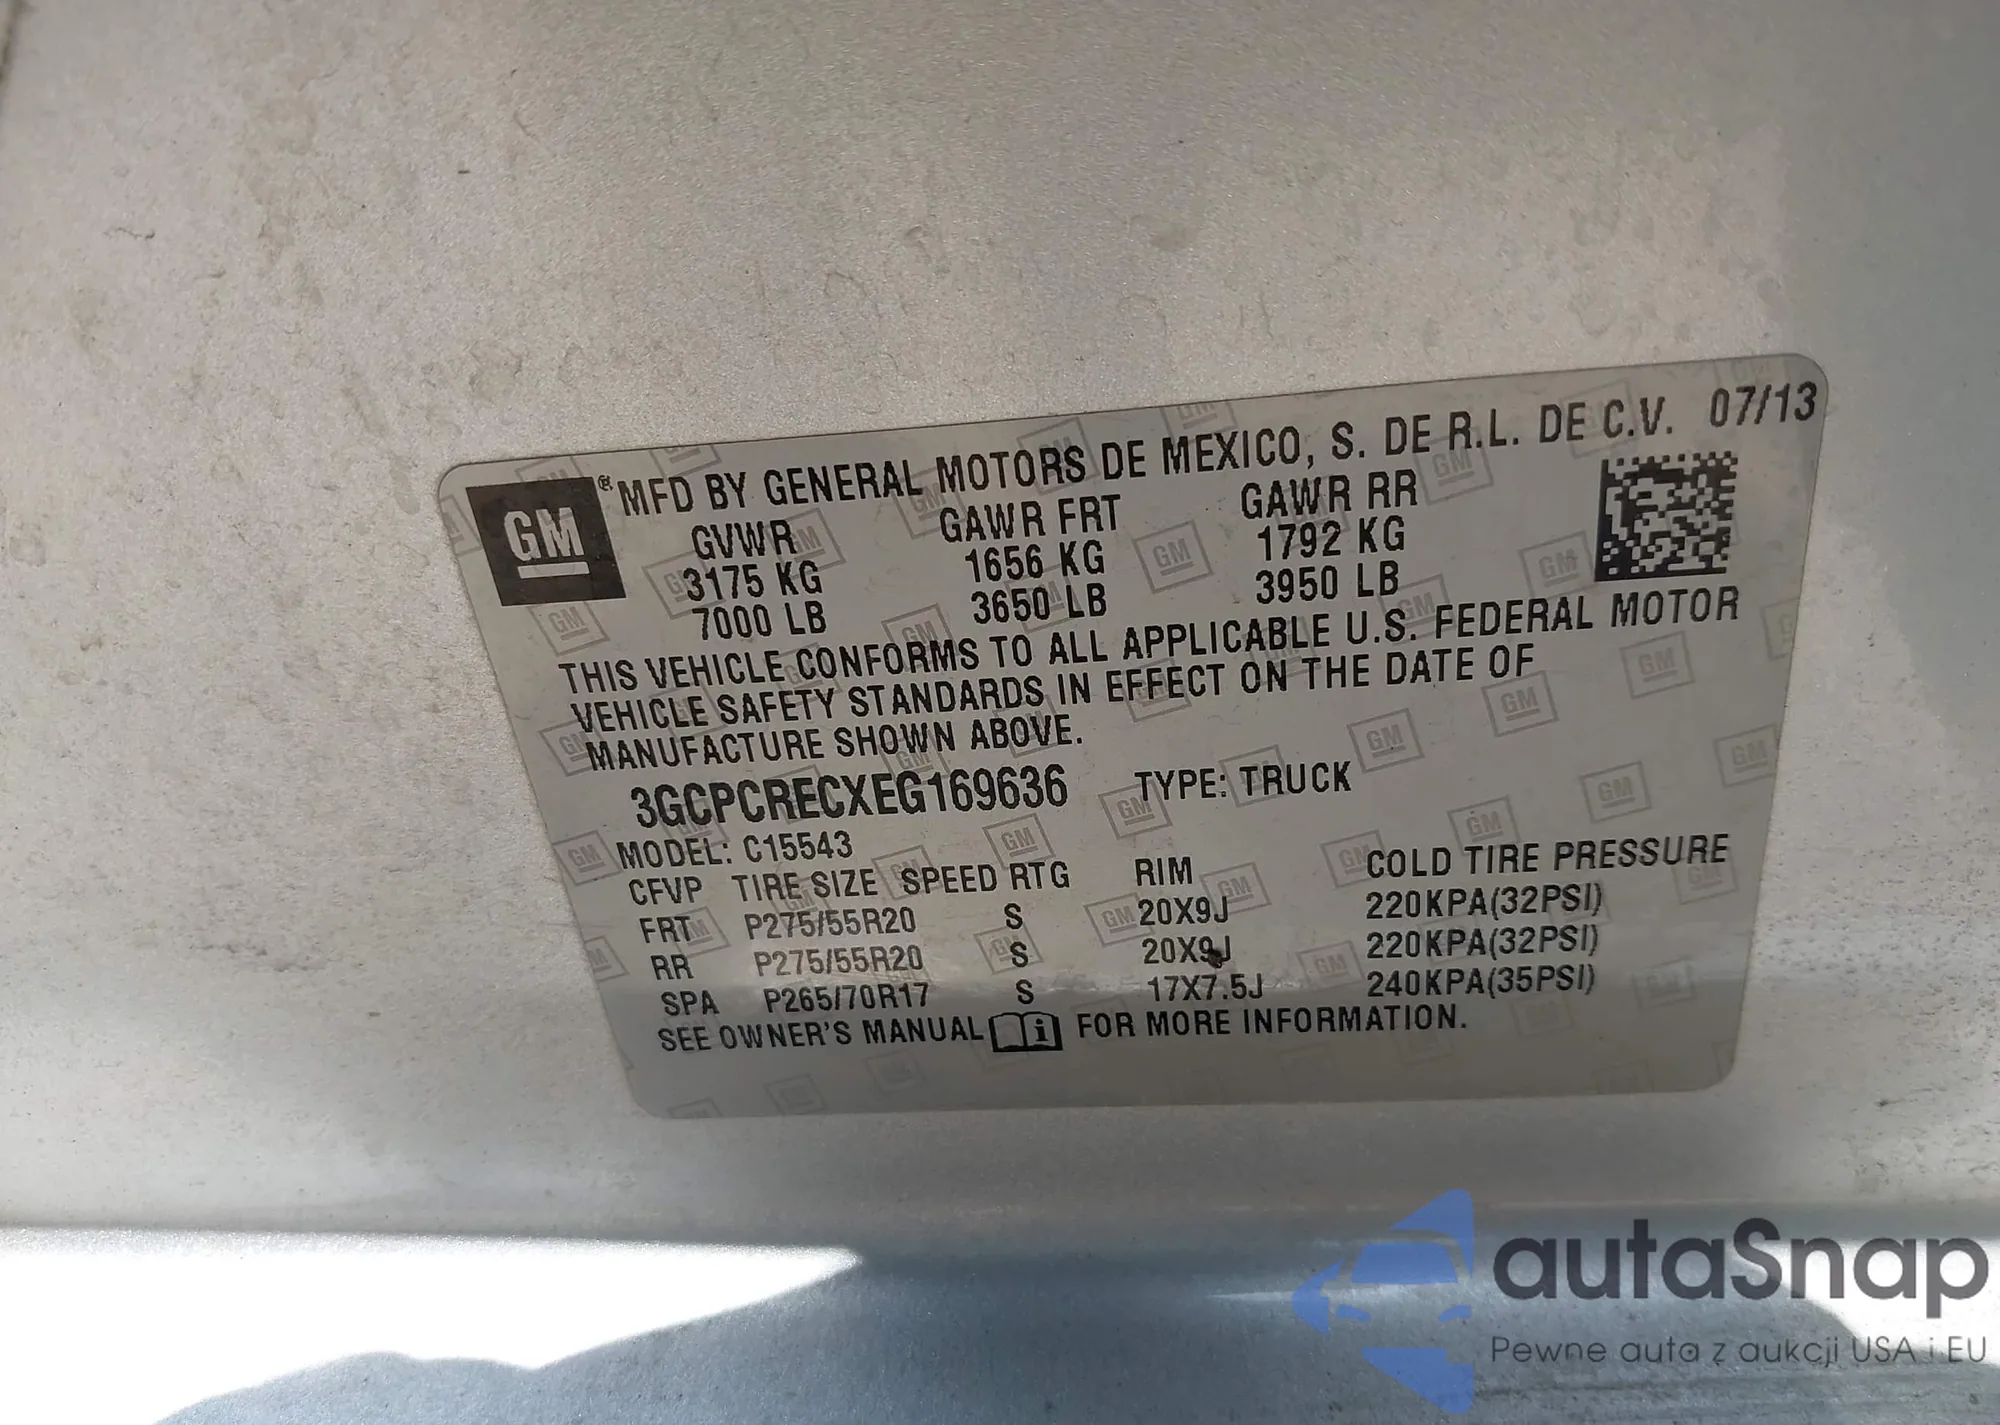 GM ® MFD BY GENERAL MOTORS DE MEXICO, S. DE R.L. DE C.V. 07/13
GVWR GAWR FRT GAWR RR
3175 KG 1656 KG 1792 KG
7000 LB 3650 LB 3950 LB
THIS VEHICLE CONFORMS TO ALL APPLICABLE U.S. FEDERAL MOTOR
VEHICLE SAFETY STANDARDS IN EFFECT ON THE DATE OF
MANUFACTURE SHOWN ABOVE.
3GCPCRECXEG169636 TYPE: TRUCK
MODEL: C15543
CFVP TIRE SIZE SPEED RTG RIM COLD TIRE PRESSURE
FRT P275/55R20 S 20X9J 220KPA(32PSI)
RR P275/55R20 S 20X9J 220KPA(32PSI)
SPA P265/70R17 S 17X7.5J 240KPA(35PSI)
SEE OWNER'S MANUAL i FOR MORE INFORMATION.
autaSnap
Pewne auta z aukcji USA i EU